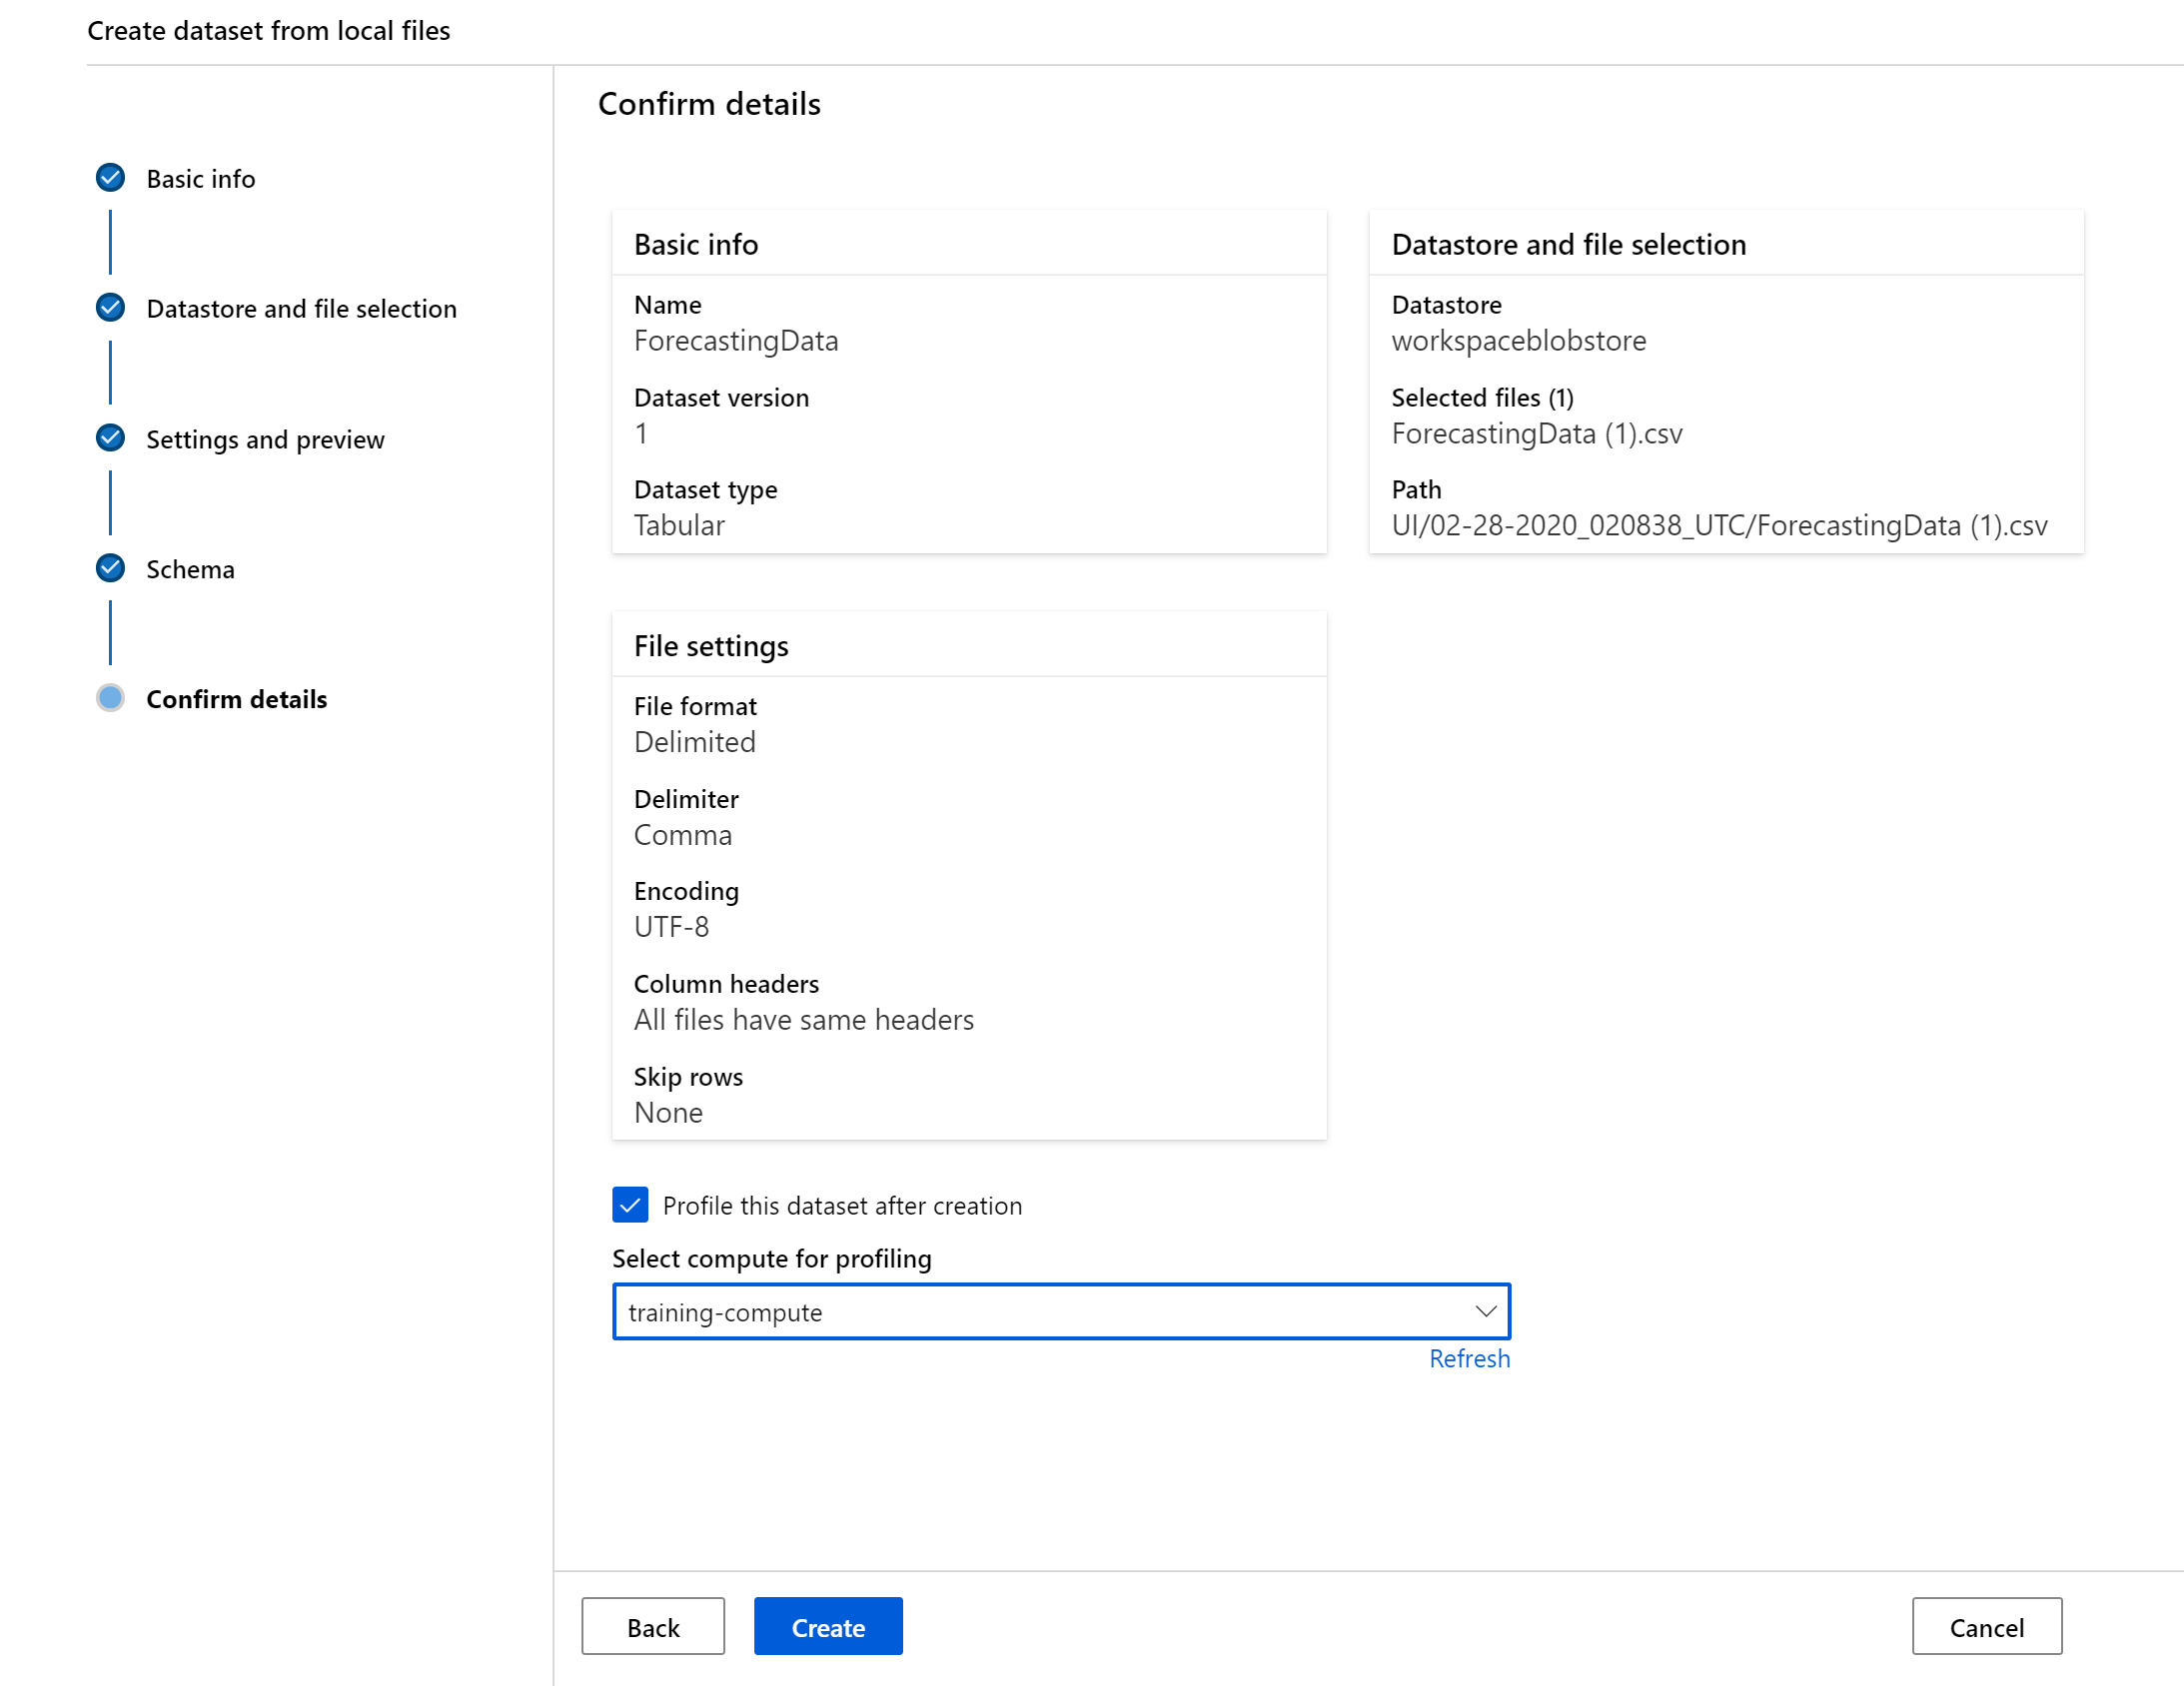 Create dataset from local files
Basic info
Datastore and file selection
Settings and preview
Schema
Confirm details
Confirm details
Basic info
Name
ForecastingData
Dataset version
1
Dataset type
Tabular
Datastore and file selection
Datastore
workspaceblobstore
Selected files (1)
ForecastingData (1).csv
Path
UI/02-28-2020_020838_UTC/ForecastingData (1).csv
File settings
File format
Delimited
Delimiter
Comma
Encoding
UTF-8
Column headers
All files have same headers
Skip rows
None
Profile this dataset after creation
Select compute for profiling
training-compute
Refresh
Back
Create
Cancel